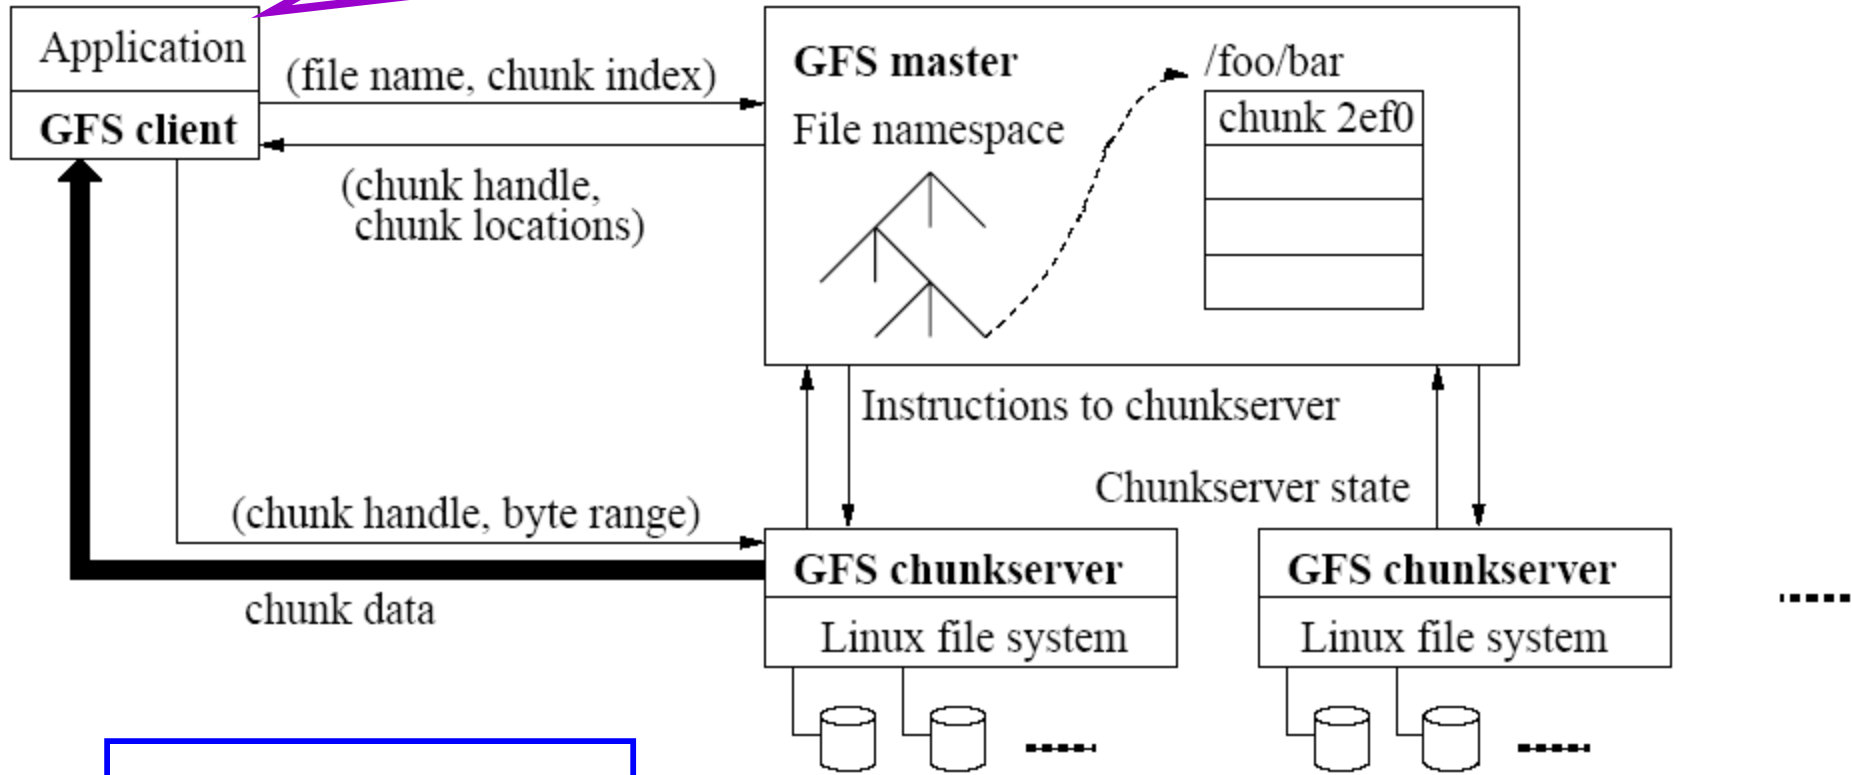 Application
GFS client
(file name, chunk index)
(chunk handle,
chunk locations)
GFS master
File namespace
/foo/bar
chunk 2ef0
Instructions to chunkserver
Chunkserver state
(chunk handle, byte range)
chunk data
GFS chunkserver
Linux file system
GFS chunkserver
Linux file system